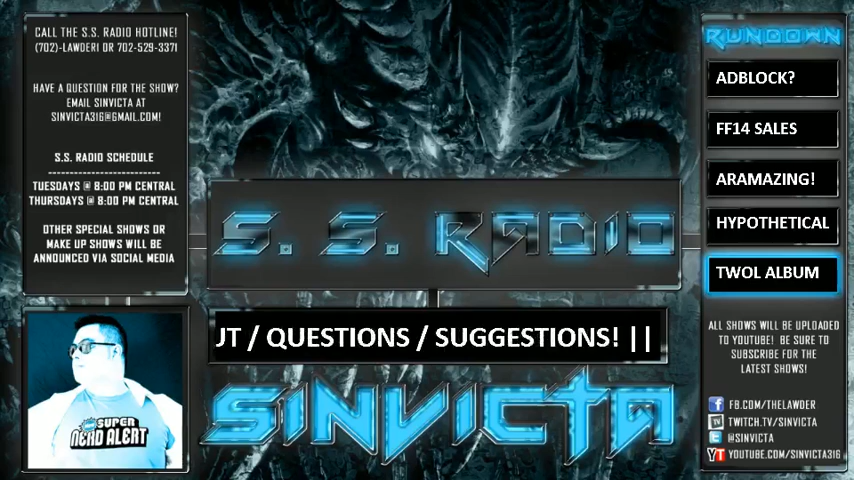 CALL THE S.S. RADIO HOTLINE!
(702)-LAWDERI OR 702-529-3371
HAVE A QUESTION FOR THE SHOW?
EMAIL SINVICTA AT
SINVICTA316@GMAIL.COM!
S.S. RADIO SCHEDULE
--------------------------
TUESDAYS @ 8:00 PM CENTRAL
THURSDAYS @ 8:00 PM CENTRAL
OTHER SPECIAL SHOWS OR
MAKE UP SHOWS WILL BE
ANNOUNCED VIA SOCIAL MEDIA
SUPER
NERD ALERT
S. S. RADIO
UT / QUESTIONS / SUGGESTIONS! ||
SINVICTA
RUNDOWN
ADBLOCK?
FF14 SALES
ARAMAZING!
HYPOTHETICAL
TWOL ALBUM
ALL SHOWS WILL BE UPLOADED
TO YOUTUBE! BE SURE TO
SUBSCRIBE FOR THE
LATEST SHOWS!
FB.COM/THELAWDER
TWITCH.TV/SINVICTA
@SINVICTA
YOUTUBE.COM/SINVICTA316